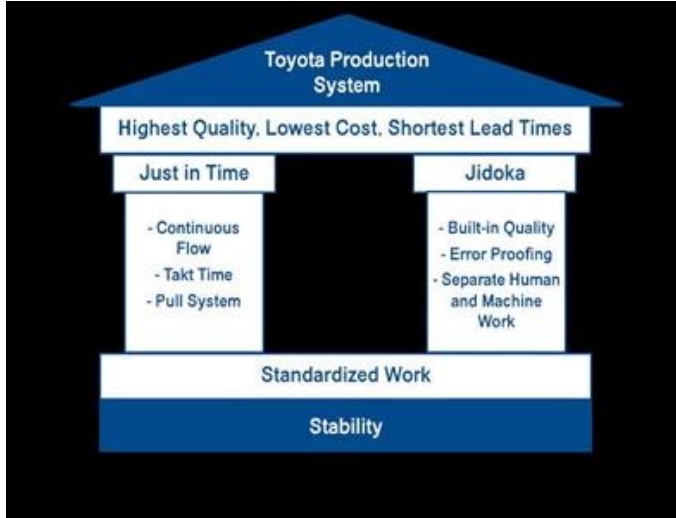 Toyota Production
System
Highest Quality, Lowest Cost, Shortest Lead Times
Just in Time
- Continuous
Flow
- Takt Time
- Pull System
Jidoka
- Built-in Quality
- Error Proofing
- Separate Human
and Machine
Work
Standardized Work
Stability